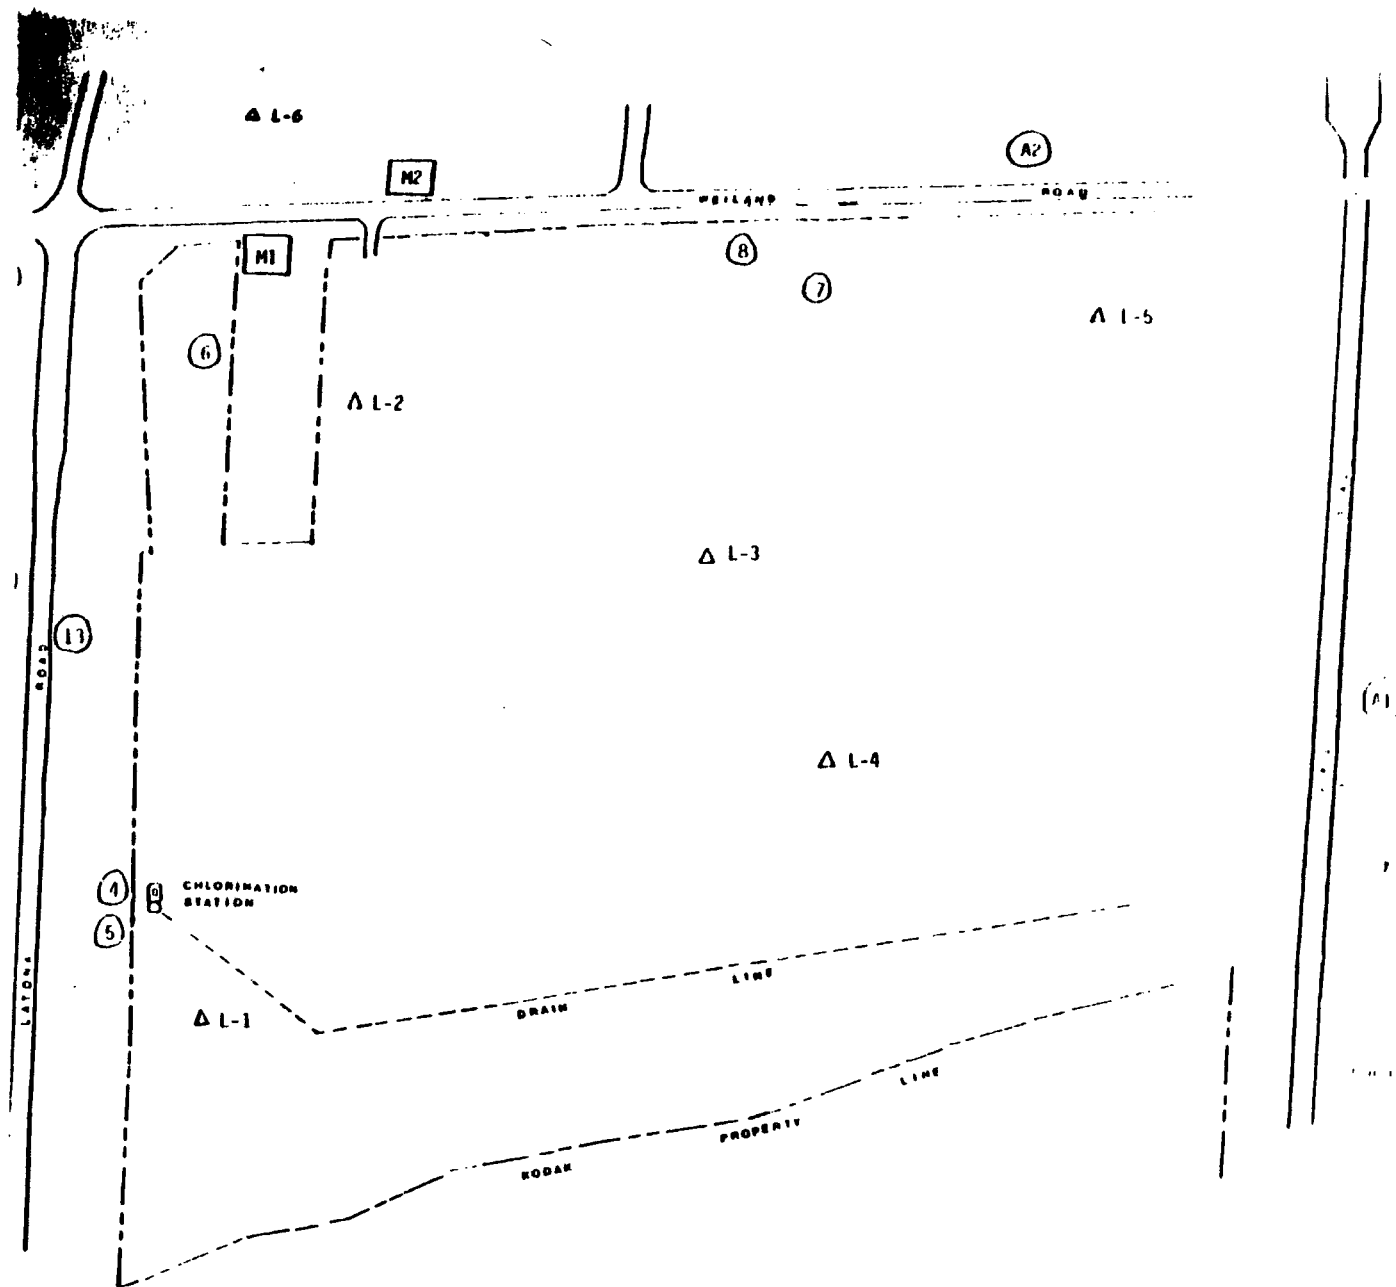 Δ L-6
A2
M2
WEILAND ROAD
M1
8
7
Δ L-5
6
Δ L-2
Δ L-3
13
LATONA ROAD
A1
Δ L-4
CHLORINATION
STATION
5
Δ L-1
DRAIN LINE
KODAK PROPERTY LINE